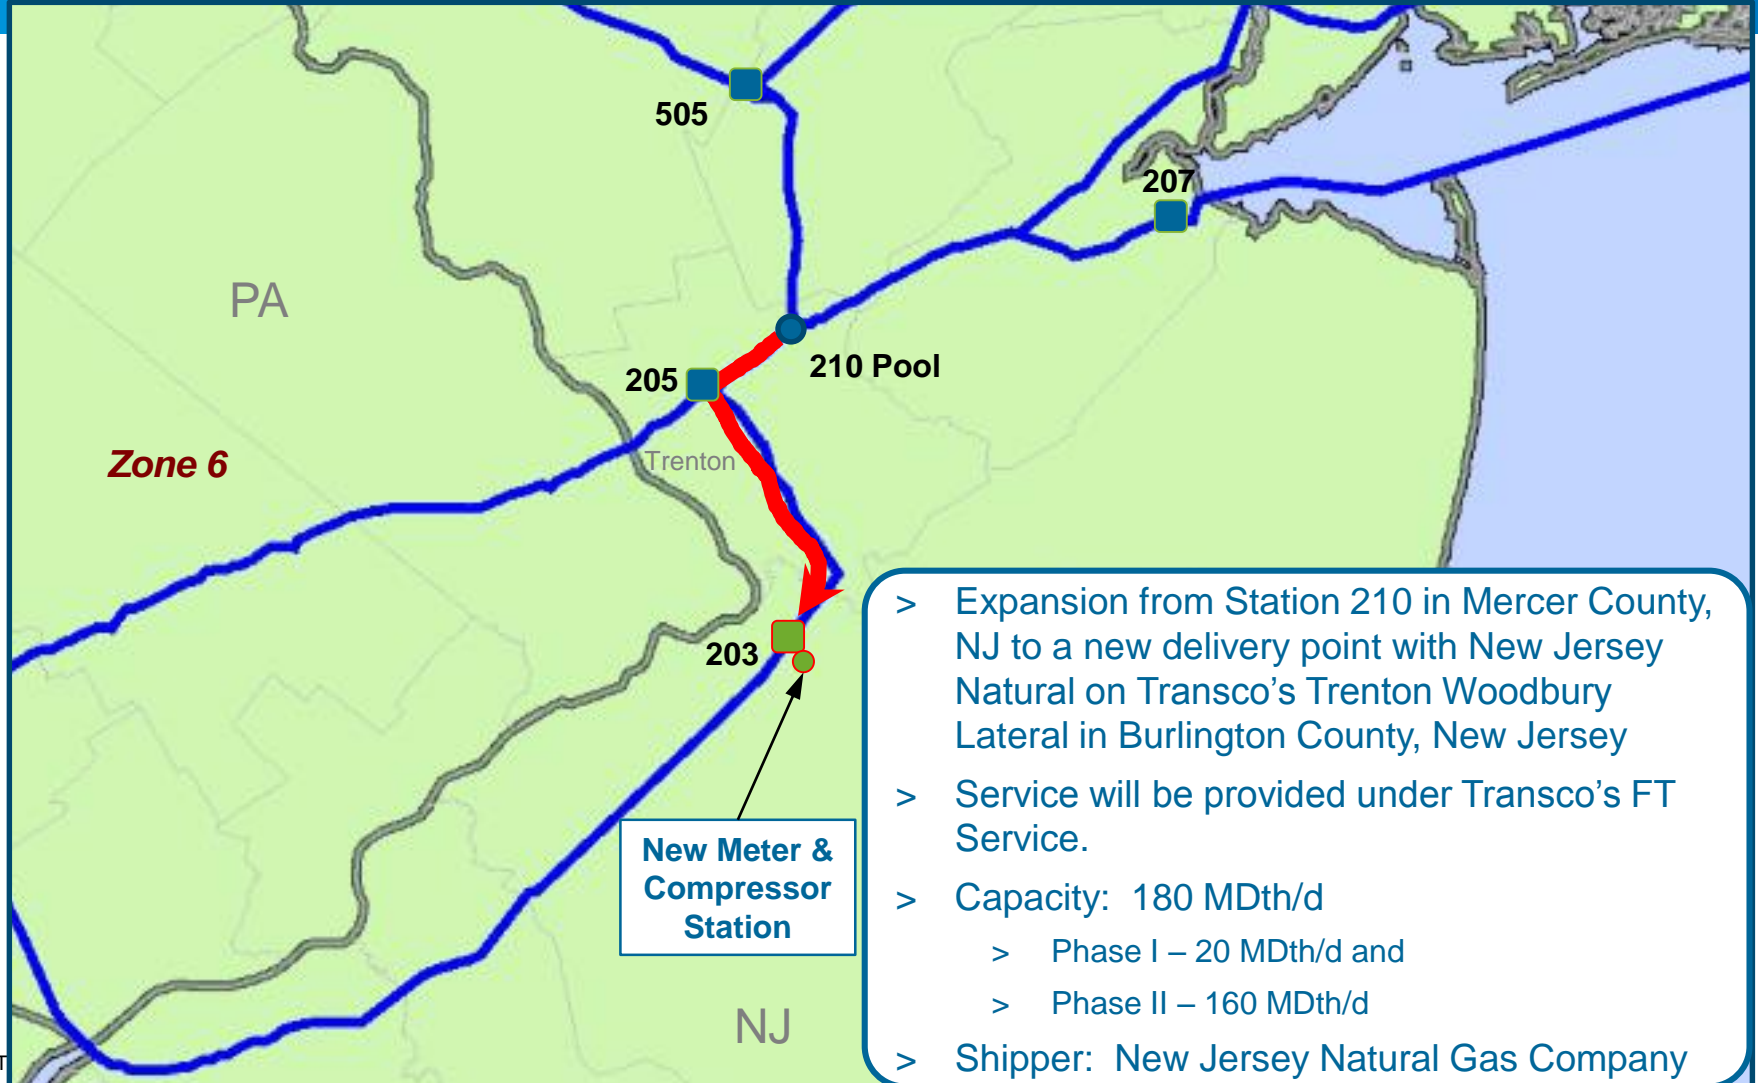 505
207
PA
210 Pool
205
Trenton
Zone 6
203
New Meter &
Compressor
Station
NJ
> Expansion from Station 210 in Mercer County,
NJ to a new delivery point with New Jersey
Natural on Transco’s Trenton Woodbury
Lateral in Burlington County, New Jersey
> Service will be provided under Transco’s FT
Service.
> Capacity: 180 MDth/d
> Phase I – 20 MDth/d and
> Phase II – 160 MDth/d
> Shipper: New Jersey Natural Gas Company